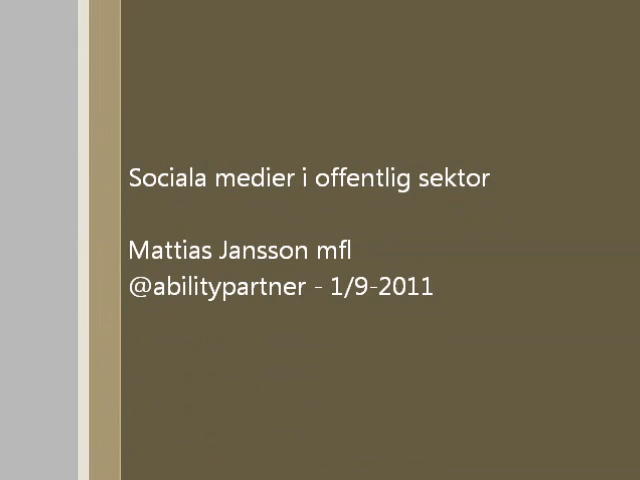 Sociala medier i offentlig sektor
Mattias Jansson mfl
@abilitypartner - 1/9-2011